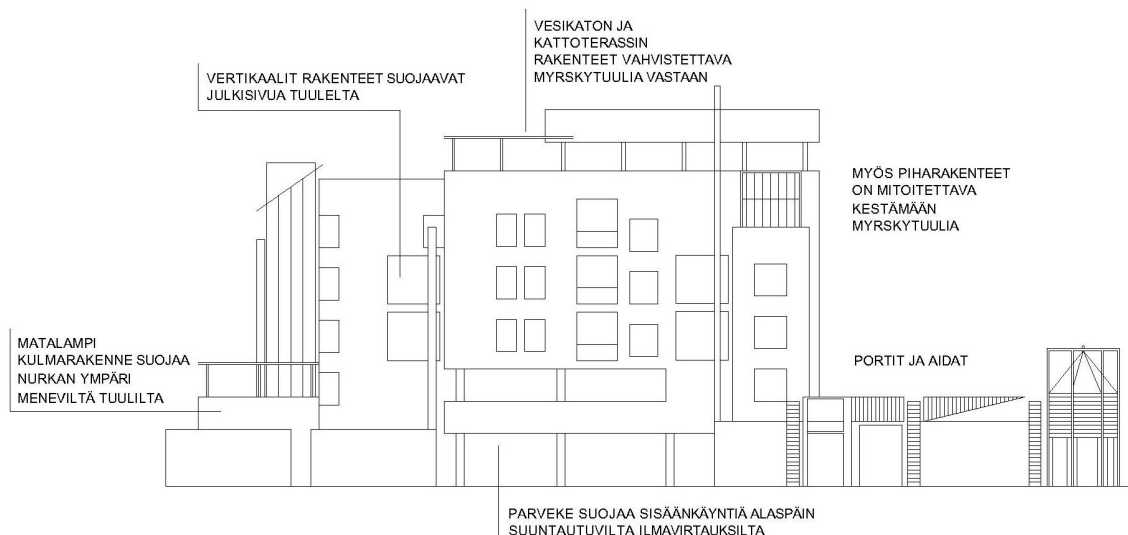 VESIKATON JA
KATTOTERASSIN
RAKENTEET VAHVISTETTAVA
MYRSKYTUULIA VASTAAN
VERTIKAALIT RAKENTEET SUOJAAVAT
JULKISIVUA TUULELTA
MYÖS PIHARAKENTEET
ON MITOITETTAVA
KESTÄMÄÄN
MYRSKYTUULIA
MATALAMPI
KULMARAKENNE SUOJAA
NURKAN YMPÄRI
MENEVILTÄ TUULILTA
PORTIT JA AIDAT
PARVEKE SUOJAA SISÄÄNKÄYNTIÄ ALASPÄIN
SUUNTAUTUVILTA ILMAVIRTAUKSILTA